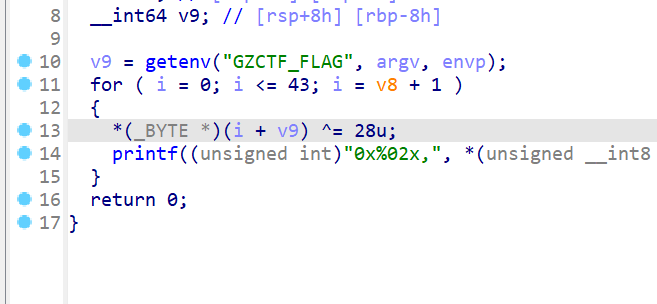 8 __int64 v9; // [rsp+8h] [rbp-8h]
9
10 v9 = getenv("GZCTF_FLAG", argv, envp);
11 for ( i = 0; i <= 43; i = v8 + 1 )
12 {
13 *(_BYTE *)(i + v9) ^= 28u;
14 printf((unsigned int)"0x%02x,", *(unsigned __int8
15 }
16 return 0;
17 }